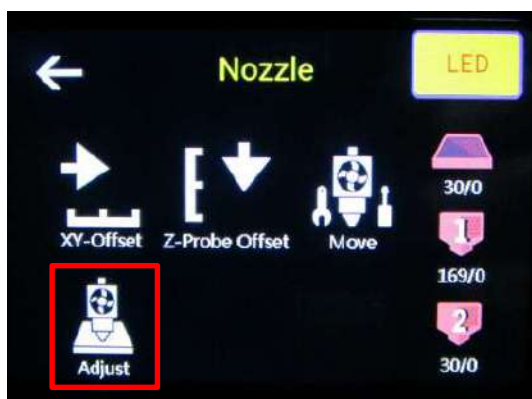 Nozzle
LED
XY-Offset
Z-Probe Offset
Move
30/0
1
169/0
Adjust
2
30/0